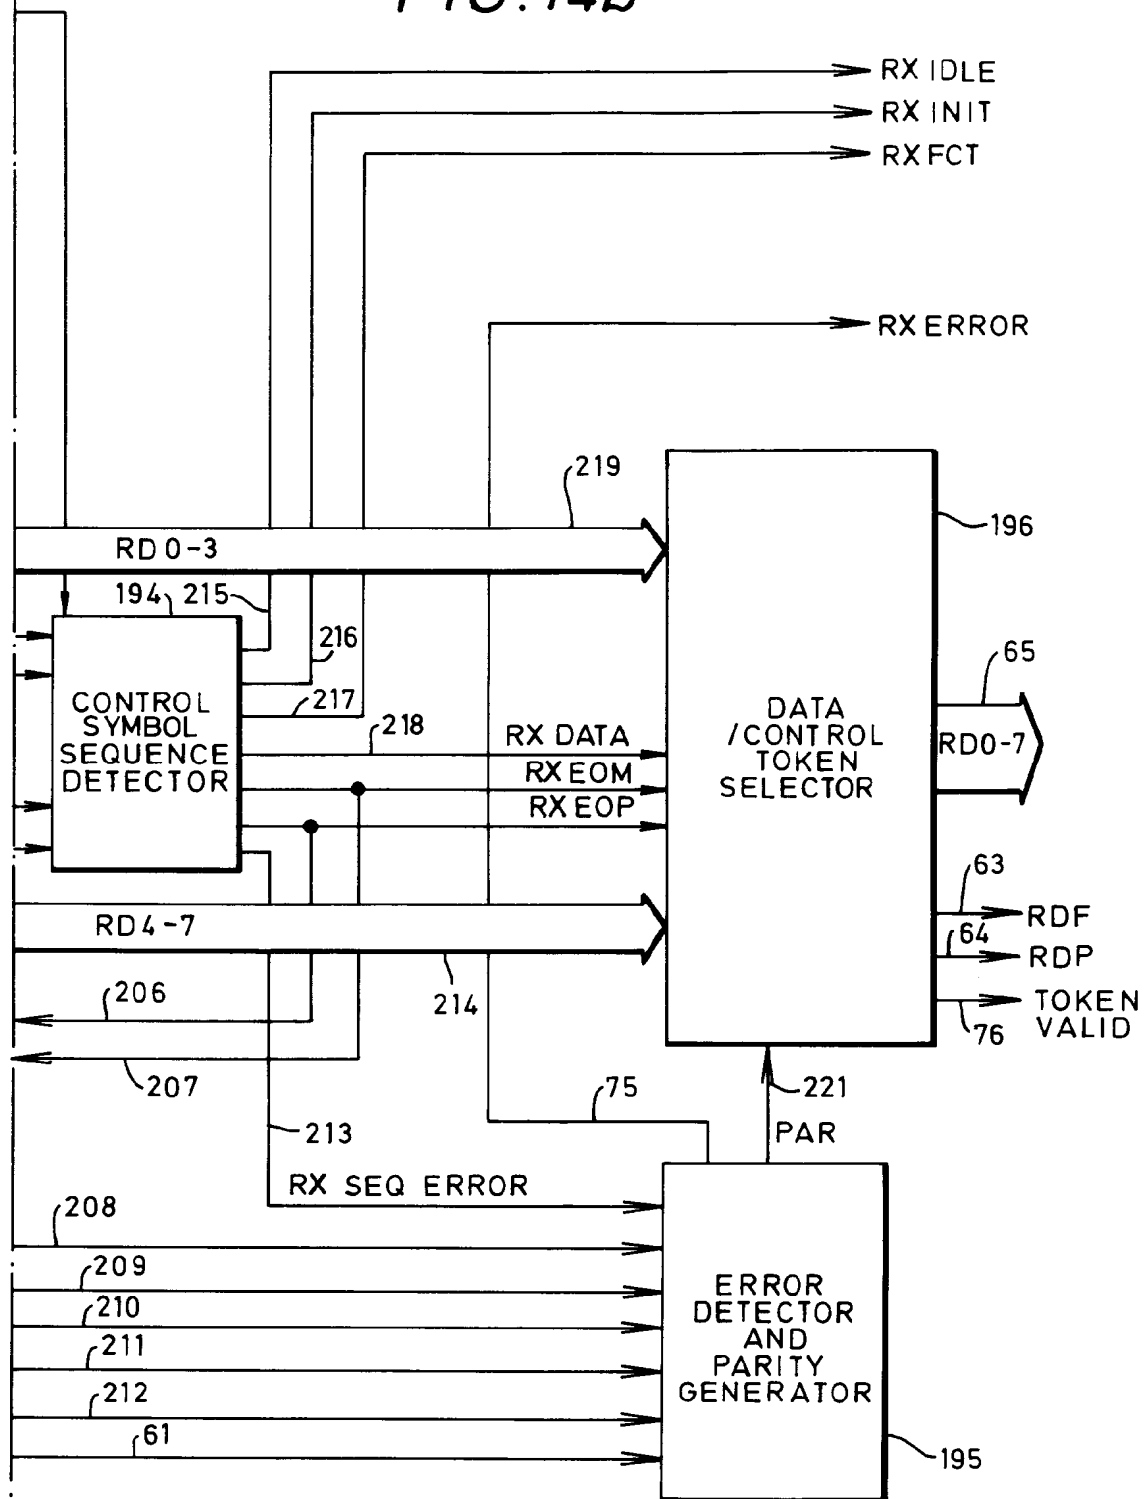 FIG. 14b
RX IDLE
RX INIT
RX FCT
RX ERROR
219
RD 0-3
196
194 215
216
CONTROL
SYMBOL
SEQUENCE
DETECTOR
217
218
RX DATA
RX EOM
RX EOP
DATA
/CONTROL
TOKEN
SELECTOR
65
RD0-7
RD4-7
214
63
RDF
64
RDP
76
TOKEN
VALID
206
207
213
75
221
PAR
RX SEQ ERROR
208
209
210
211
212
61
ERROR
DETECTOR
AND
PARITY
GENERATOR
195